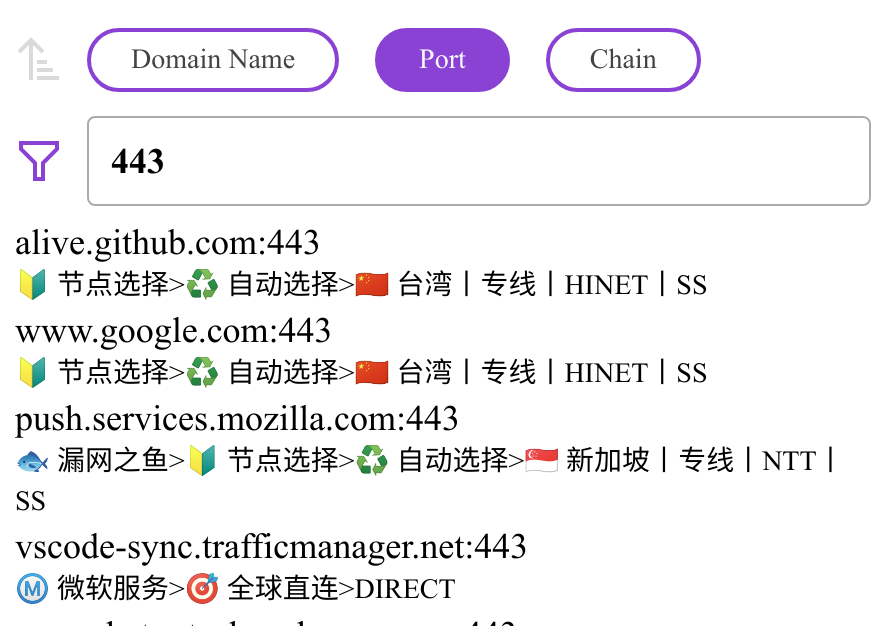 Domain Name Port Chain
443
alive.github.com:443
🔰 节点选择>♻️ 自动选择>🇨🇳 台湾丨专线丨HINET丨SS
www.google.com:443
🔰 节点选择>♻️ 自动选择>🇨🇳 台湾丨专线丨HINET丨SS
push.services.mozilla.com:443
🐟 漏网之鱼>🔰 节点选择>♻️ 自动选择>🇸🇬 新加坡丨专线丨NTT丨
SS
vscode-sync.trafficmanager.net:443
Ⓜ️ 微软服务>🎯 全球直连>DIRECT